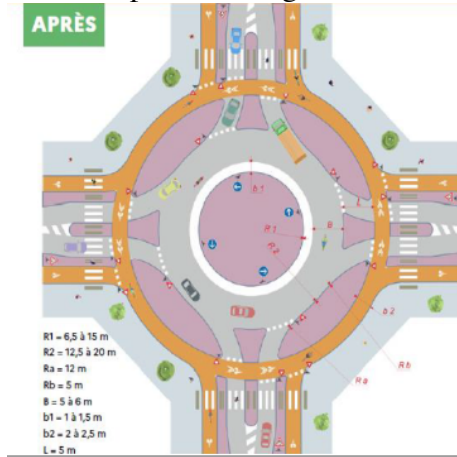 APRÈS
b1
R1
B
L
R2
b2
Rb
Ra
R1 = 6,5 à 15 m
R2 = 12,5 à 20 m
Ra = 12 m
Rb = 5 m
B = 5 à 6 m
b1 = 1 à 1,5 m
b2 = 2 à 2,5 m
L = 5 m